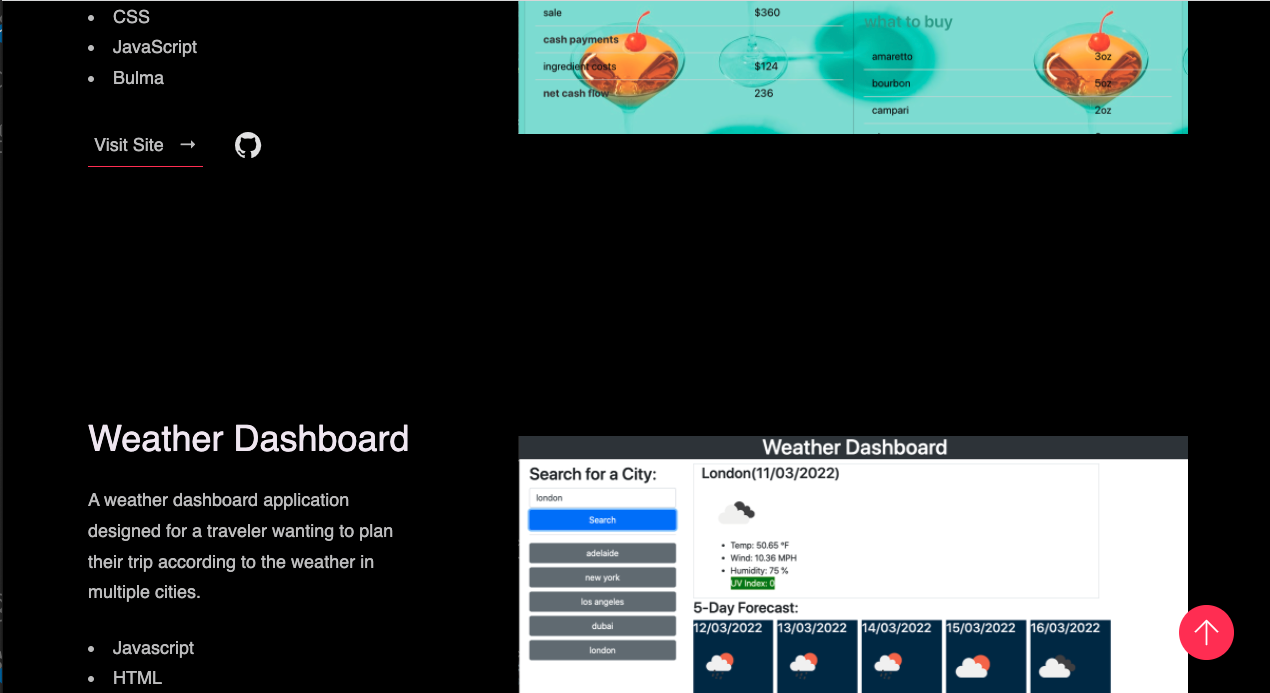 CSS
JavaScript
Bulma
Visit Site →
sale $360
cash payments
ingredient costs $124
net cash flow 236
what to buy
amaretto 3oz
bourbon 5oz
campari 2oz
Weather Dashboard
A weather dashboard application
designed for a traveler wanting to plan
their trip according to the weather in
multiple cities.
Javascript
HTML
Weather Dashboard
Search for a City:
london
Search
adelaide
new york
los angeles
dubai
london
London(11/03/2022)
Temp: 50.65 °F
Wind: 10.36 MPH
Humidity: 75 %
UV Index: 0
5-Day Forecast:
12/03/2022 13/03/2022 14/03/2022 15/03/2022 16/03/2022